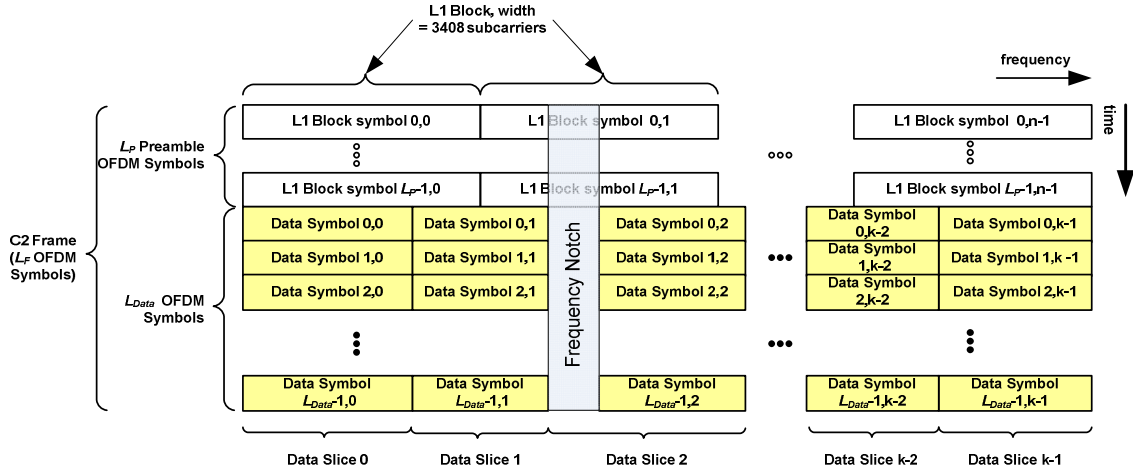 L1 Block, width
= 3408 subcarriers
frequency
time
L1 Block symbol 0,0
L1 Block symbol 0,1
L1 Block symbol 0,n-1
LP Preamble
OFDM Symbols
L1 Block symbol LP-1,0
L1 Block symbol LP-1,1
L1 Block symbol LP-1,n-1
C2 Frame
(LF OFDM
Symbols)
LData OFDM
Symbols
Data Symbol 0,0
Data Symbol 0,1
Data Symbol 0,2
Data Symbol
0,k-2
Data Symbol 0,k-1
Data Symbol 1,0
Data Symbol 1,1
Data Symbol 1,2
Data Symbol
1,k-2
Data Symbol 1,k -1
Data Symbol 2,0
Data Symbol 2,1
Data Symbol 2,2
Data Symbol
2,k-2
Data Symbol 2,k-1
Frequency Notch
Data Symbol
LData-1,0
Data Symbol
LData-1,1
Data Symbol
LData-1,2
Data Symbol
LData-1,k-2
Data Symbol
LData-1,k-1
Data Slice 0
Data Slice 1
Data Slice 2
Data Slice k-2
Data Slice k-1